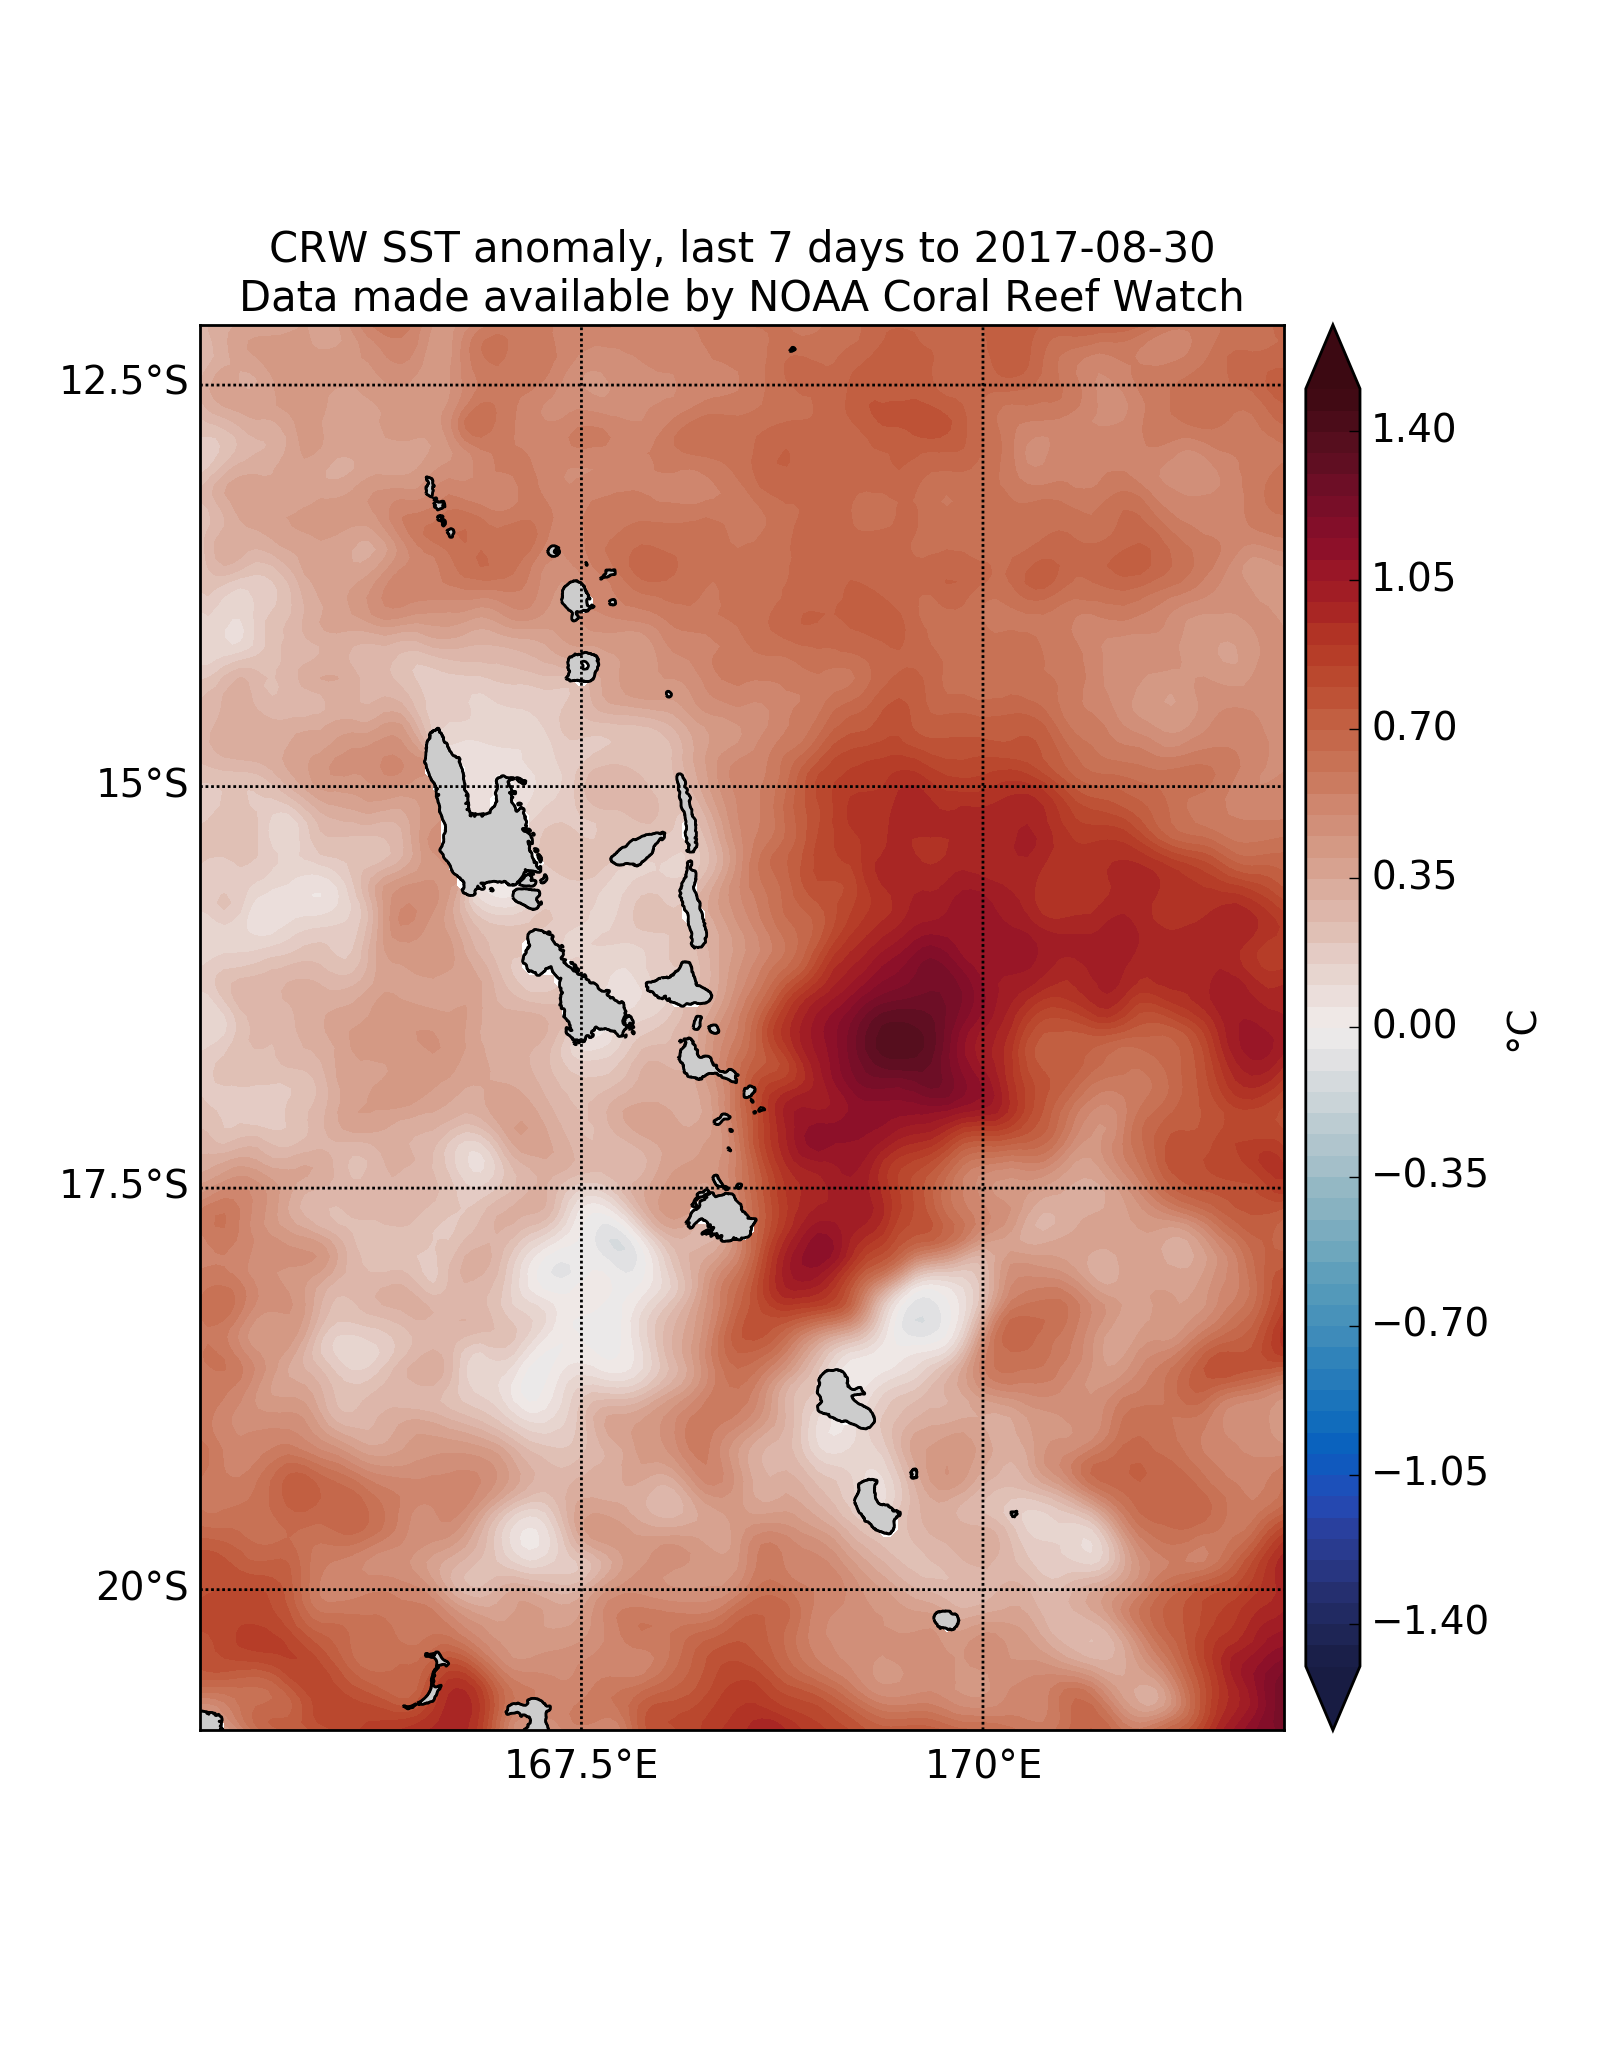 CRW SST anomaly, last 7 days to 2017-08-30
Data made available by NOAA Coral Reef Watch
12.5°S
15°S
17.5°S
20°S
167.5°E
170°E
1.40
1.05
0.70
0.35
0.00
−0.35
−0.70
−1.05
−1.40
°C